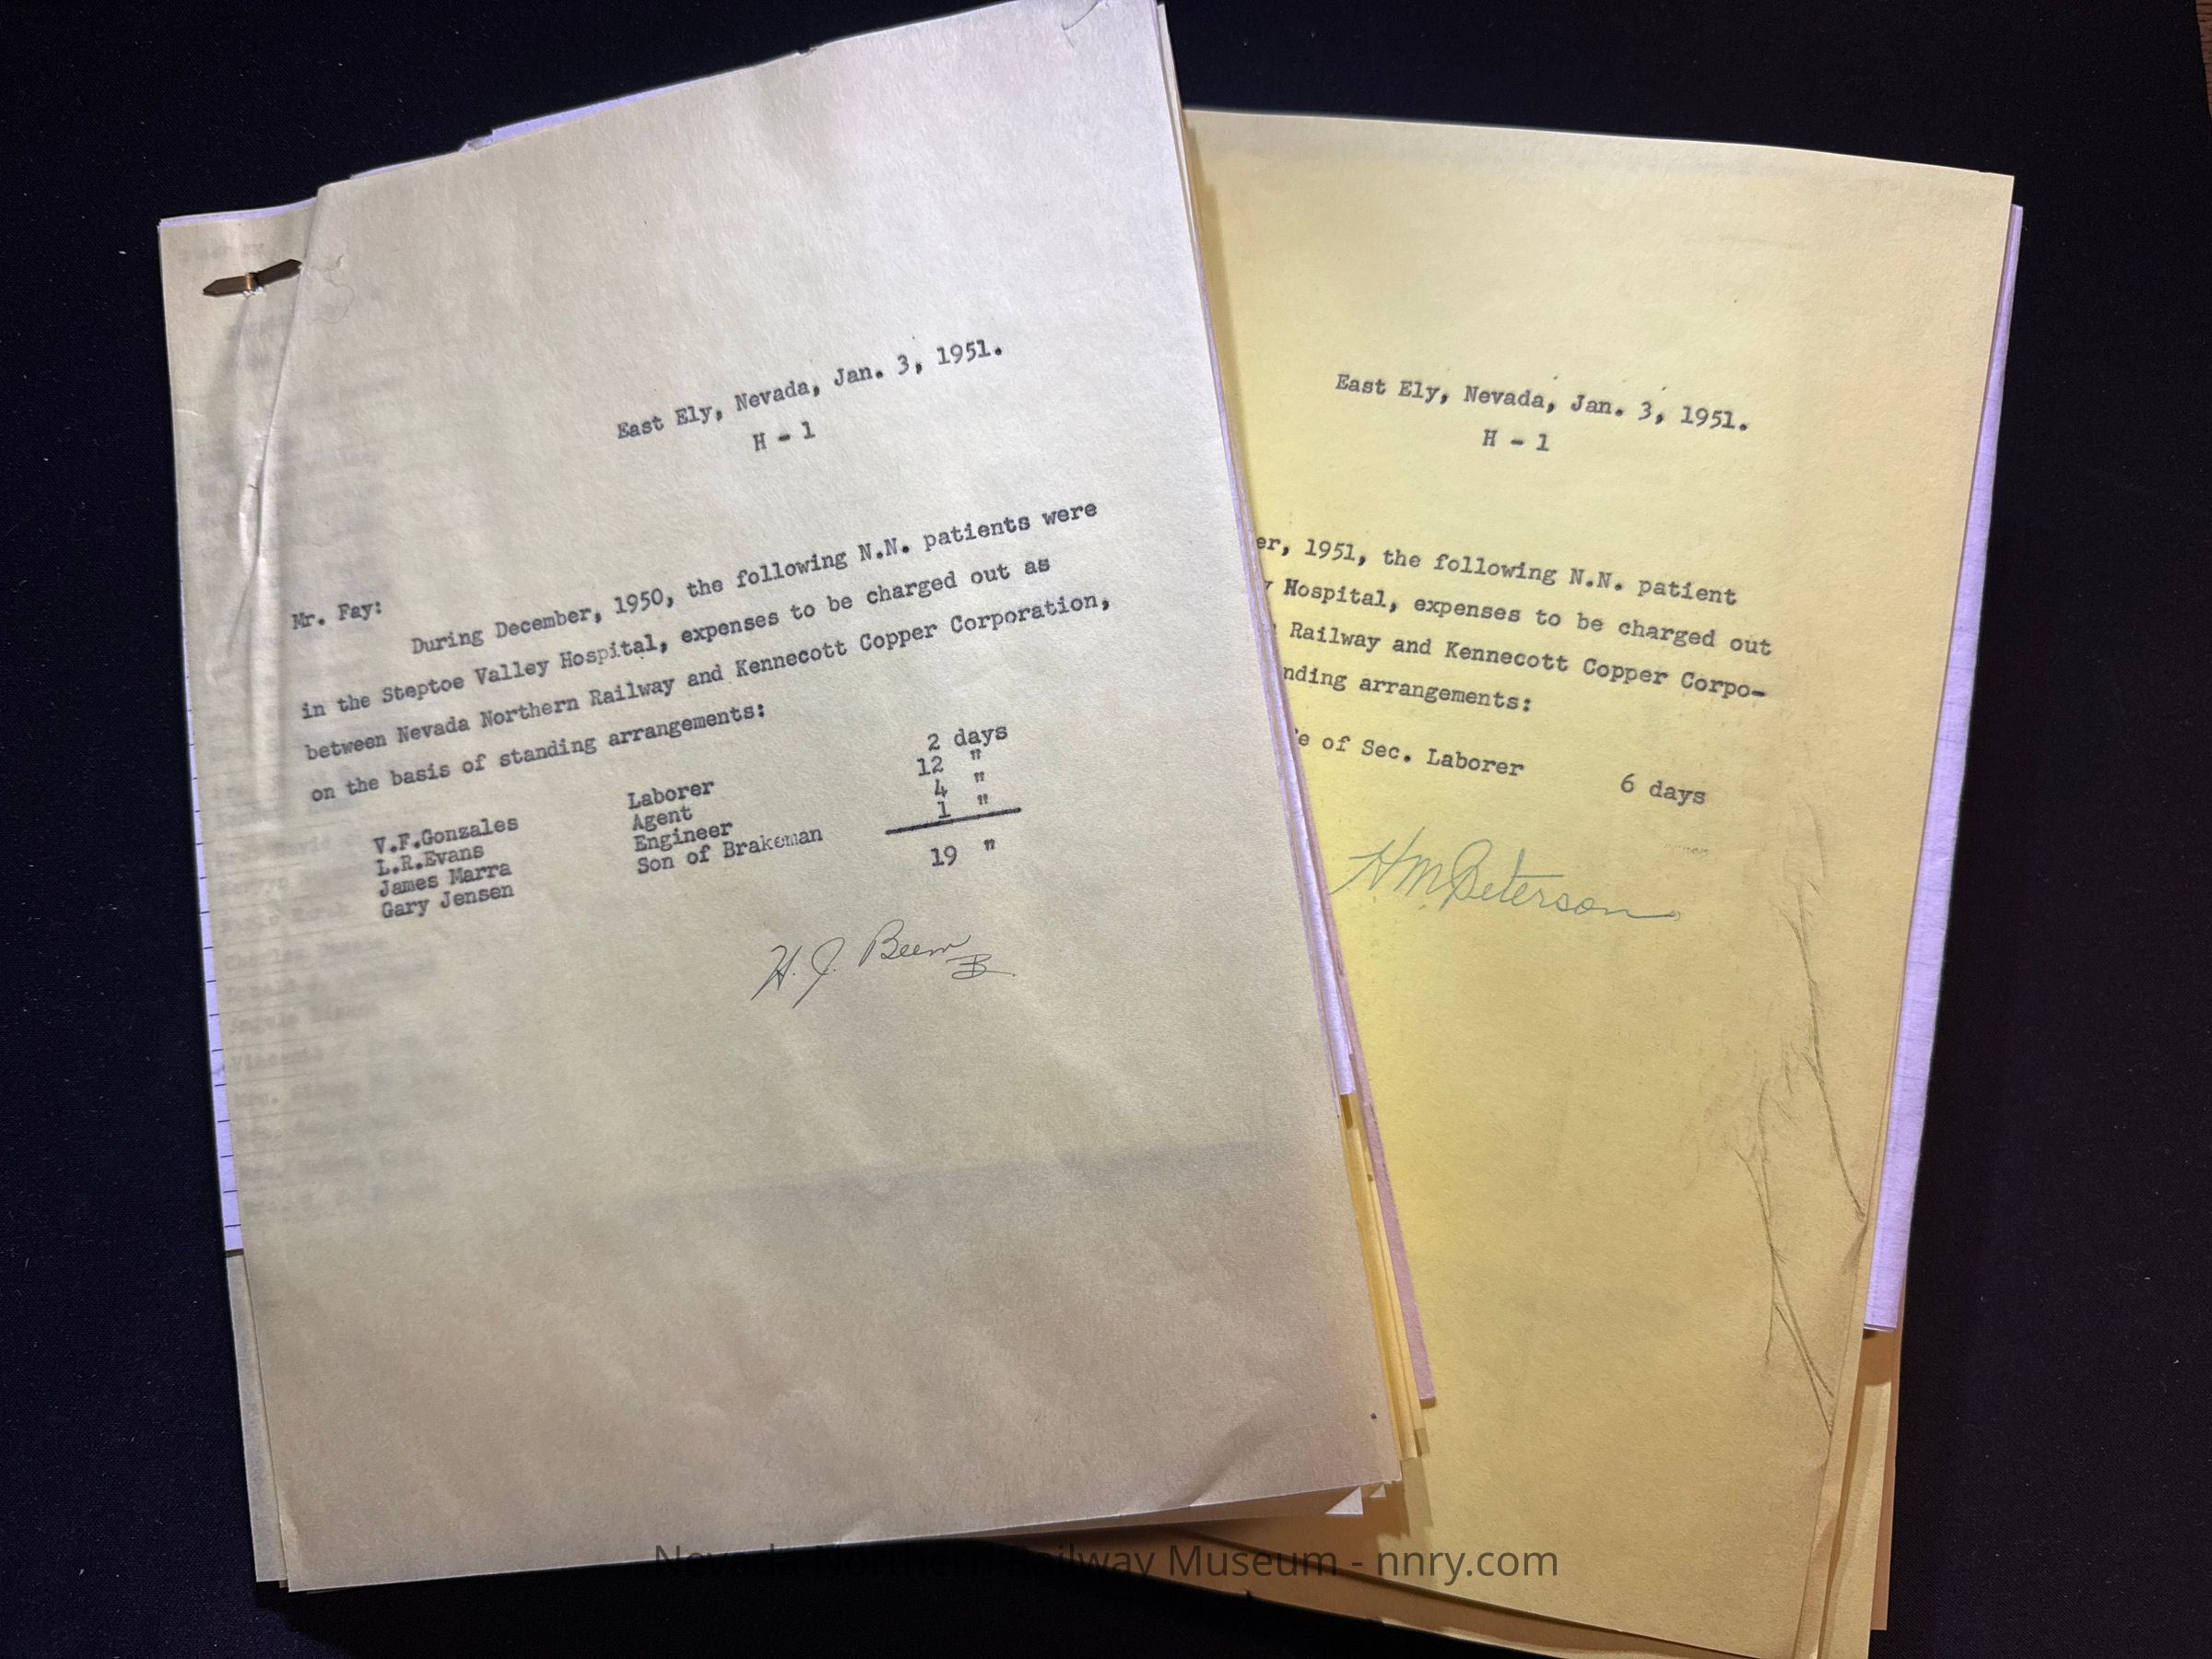 East Ely, Nevada, Jan. 3, 1951.
H - 1
Mr. Fay:
During December, 1950, the following N.N. patients were
in the Steptoe Valley Hospital, expenses to be charged out as
between Nevada Northern Railway and Kennecott Copper Corporation,
on the basis of standing arrangements:
V.F.Gonzales Laborer 2 days
L.R.Evans Agent 12 "
James Marra Engineer 4 "
Gary Jensen Son of Brakeman 1 "
19 "
H. J. Beem
East Ely, Nevada, Jan. 3, 1951.
H - 1
er, 1951, the following N.N. patient
y Hospital, expenses to be charged out
Railway and Kennecott Copper Corpo-
nding arrangements:
e of Sec. Laborer 6 days
HM Peterson
Nevada Northern Railway Museum - nnry.com